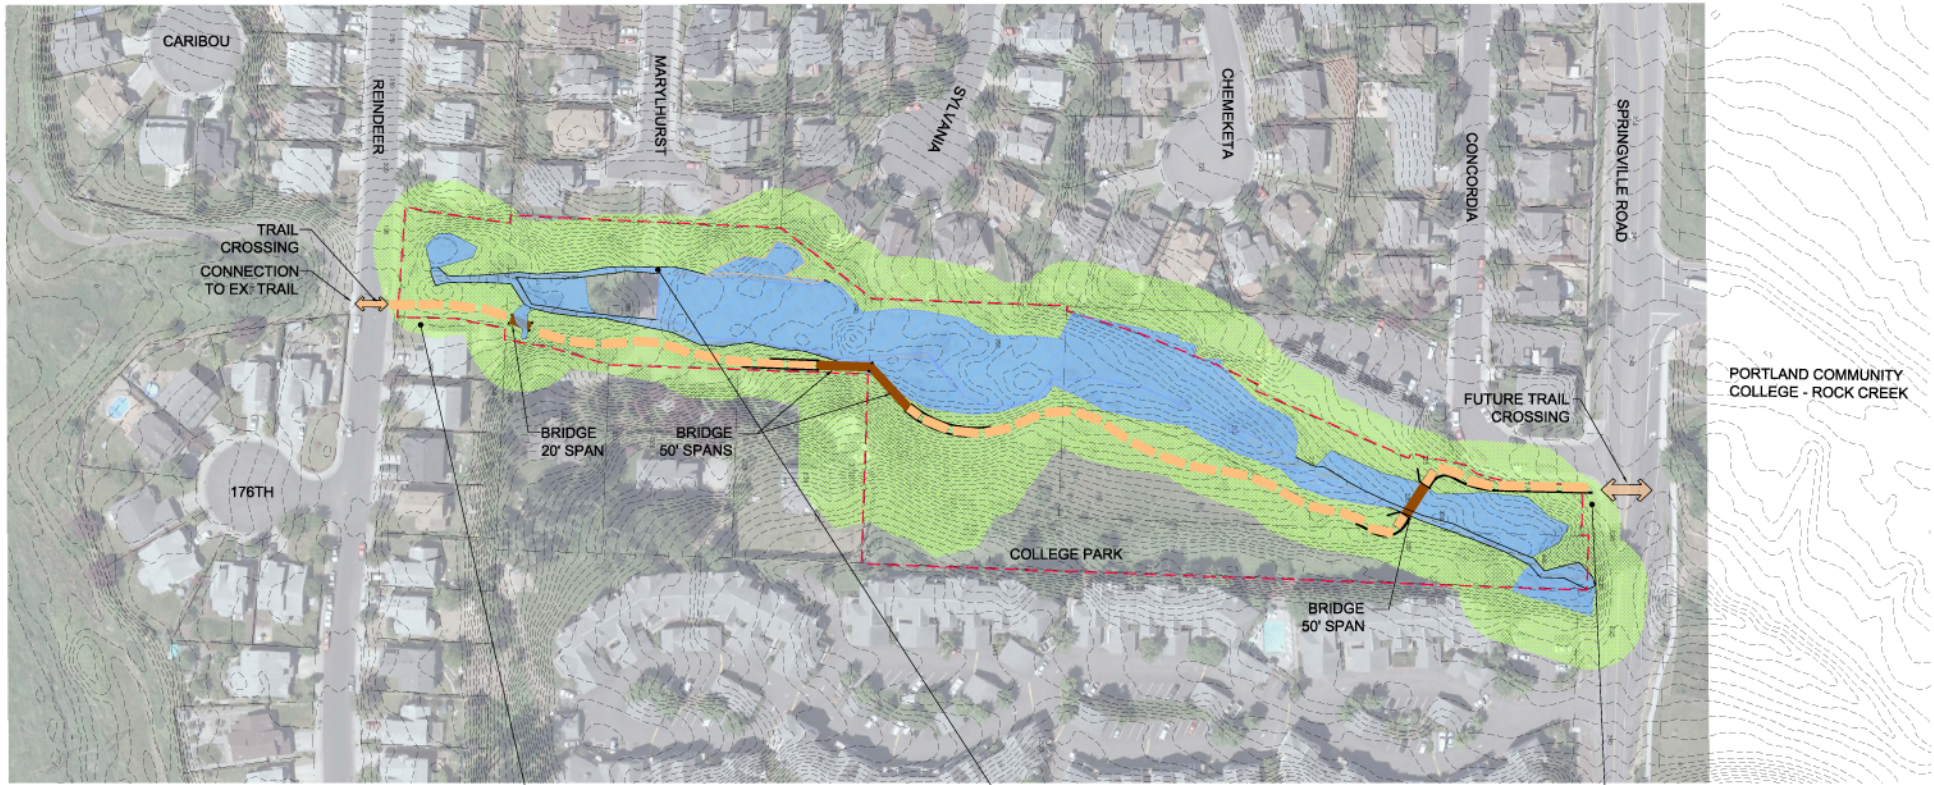 CARIBOU
REINDEER
MARYLHURST
SYLVANIA
CHEMEKETA
CONCORDIA
SPRINGVILLE ROAD
TRAIL
CROSSING
CONNECTION
TO EX. TRAIL
PORTLAND COMMUNITY
COLLEGE - ROCK CREEK
FUTURE TRAIL
CROSSING
BRIDGE
20' SPAN
BRIDGE
50' SPANS
176TH
COLLEGE PARK
BRIDGE
50' SPAN